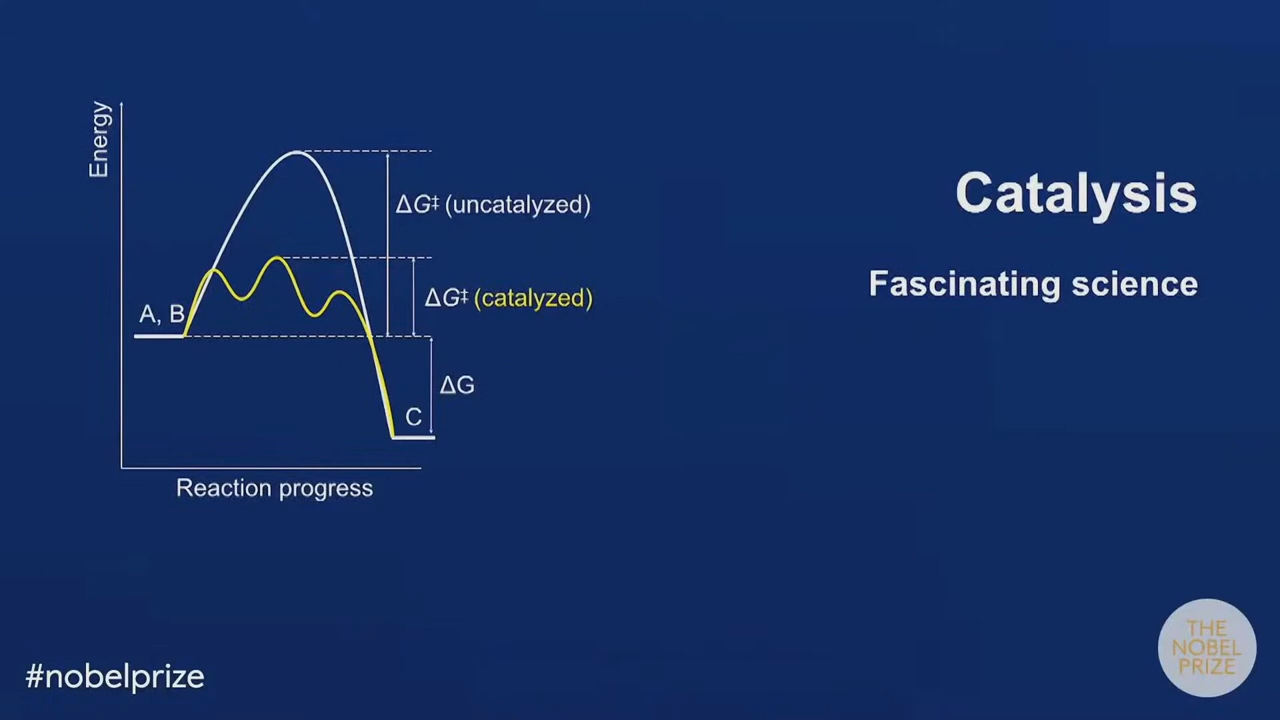 Energy
ΔG‡ (uncatalyzed)
Catalysis
Fascinating science
ΔG‡ (catalyzed)
A, B
ΔG
C
Reaction progress
#nobelprize
THE
NOBEL
PRIZE